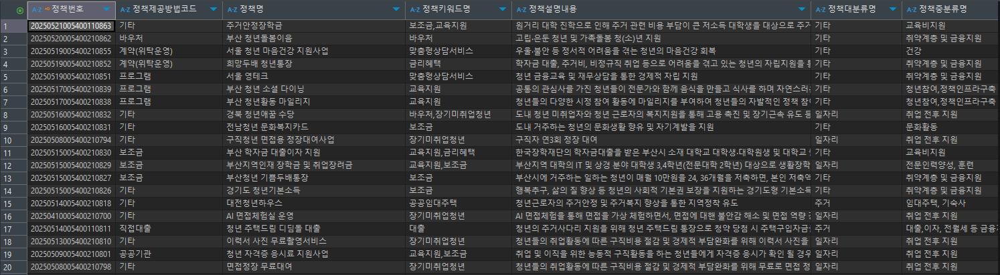 A-Z 정책번호 A-Z 정책제공방법코드 A-Z 정책명 A-Z 정책키워드명 A-Z 정책설명내용 A-Z 정책대분류명 A-Z 정책중분류명
1 20250521005400110863 기타 주거안정장학금 보조금,교육지원 원거리 대학 진학으로 인해 주거 관련 비용 부담이 큰 저소득 대학생을 대상으로 주거 기타 교육비지원
2 20250520005400210862 바우처 부산 청년돌봄이음 바우처 고립·은둔 청년 및 가족돌봄 청(소)년 지원 기타 취약계층 및 금융지원
3 20250519005400210855 계약(위탁운영) 서울 청년 마음건강 지원사업 맞춤형상담서비스 우울·불안 등 정서적 어려움을 겪는 청년의 마음건강 회복 기타 건강
4 20250519005400210852 계약(위탁운영) 희망두배 청년통장 금리혜택 학자금 대출, 주거비, 비정규직 취업 등으로 어려움을 겪고 있는 청년의 자립지원을 통 기타 취약계층 및 금융지원
5 20250519005400210851 프로그램 서울 영테크 맞춤형상담서비스 청년 금융교육 및 재무상담을 통한 경제적 자립 지원 기타 취약계층 및 금융지원
6 20250517005400210839 프로그램 부산 청년 소셜 다이닝 교육지원 공통의 관심사를 가진 청년들이 전문가와 함께 음식을 만들고 식사를 하며 자연스러운 기타 청년참여,정책인프라구축
7 20250517005400210838 프로그램 부산 청년활동 마일리지 교육지원 청년들의 다양한 시정 참여 활동에 마일리지를 부여하여 청년들의 자발적인 정책 참여 기타 청년참여,정책인프라구축
8 20250516005400210832 기타 경북 청년애꿈 수당 바우처,장기미취업청년 도내 청년 미취업자와 청년 근로자의 복지지원을 통해 고용 촉진 및 장기근속 유도 등 일자리 취업 전후 지원
9 20250516005400210831 기타 전남청년 문화복지카드 보조금 도내 거주하는 청년의 문화생활 향유 및 자기계발을 지원 기타 문화활동
10 20250508005400210794 기타 구직청년 면접용 정장대여사업 장기미취업청년 구직자 연3회 정장 대여 일자리 취업 전후 지원
11 20250515005400210830 보조금 부산 학자금 대출이자 지원 교육지원,금리혜택 한국장학재단의 학자금대출을 받은 부산시 소재 대학교 대학생·대학원생 및 대학교 기타 교육비지원
12 20250515005400210829 보조금 부산지역인재 장학금 및 취업장려금 교육지원,보조금 부산지역 대학의 IT 및 상경 분야 대학생 3,4학년(전문대학 2학년) 대상으로 생활장학 일자리 전문인력양성, 훈련
13 20250515005400210827 보조금 부산청년 기쁨두배통장 보조금 부산시에 거주하는 일하는 청년이 매월 10만원을 24, 36개월을 저축하면, 본인 저축액 기타 취약계층 및 금융지원
14 20250515005400210826 기타 경기도 청년기본소득 보조금 행복추구, 삶의 질 향상 등 청년의 사회적 기본권 보장을 지원하는 경기도형 기본소득 기타 취약계층 및 금융지원
15 20250514005400210818 기타 대전청년하우스 공공임대주택 청년근로자의 주거안정 및 주거복지 향상을 통한 지역정착 유도 주거 임대주택, 기숙사
16 20250410005400210700 기타 AI 면접체험실 운영 장기미취업청년 AI 면접체험을 통해 면접을 가상 체험하면서, 면접에 대핸 불안감 해소 및 면접 역량 강 일자리 취업 전후 지원
17 20250514005400110811 직접대출 청년 주택드림 디딤돌 대출 대출 청년의 주거사다리 지원을 위해 청년 주택드림 통장으로 청약 당첨 시 주택구입자금을 주거 대출,이자, 전월세 등 금융지
18 20250513005400210810 기타 이력서 사진 무료촬영서비스 장기미취업청년 청년들의 취업활동에 따른 구직비용 절감 및 경제적 부담완화를 위해 이력서 사진을 일자리 취업 전후 지원
19 20250509005400210801 공공기관 청년 자격증 응시료 지원사업 교육지원,보조금 취업 및 이직을 위한 능동적 구직활동을 하는 청년들에게 자격증 응시가 확인 될 경우 일자리 취업 전후 지원
20 20250508005400210798 기타 면접정장 무료대여 장기미취업청년 청년들의 취업활동에 따른 구직비용 절감 및 경제적 부담완화를 위해 무료로 면접 정 일자리 취업 전후 지원